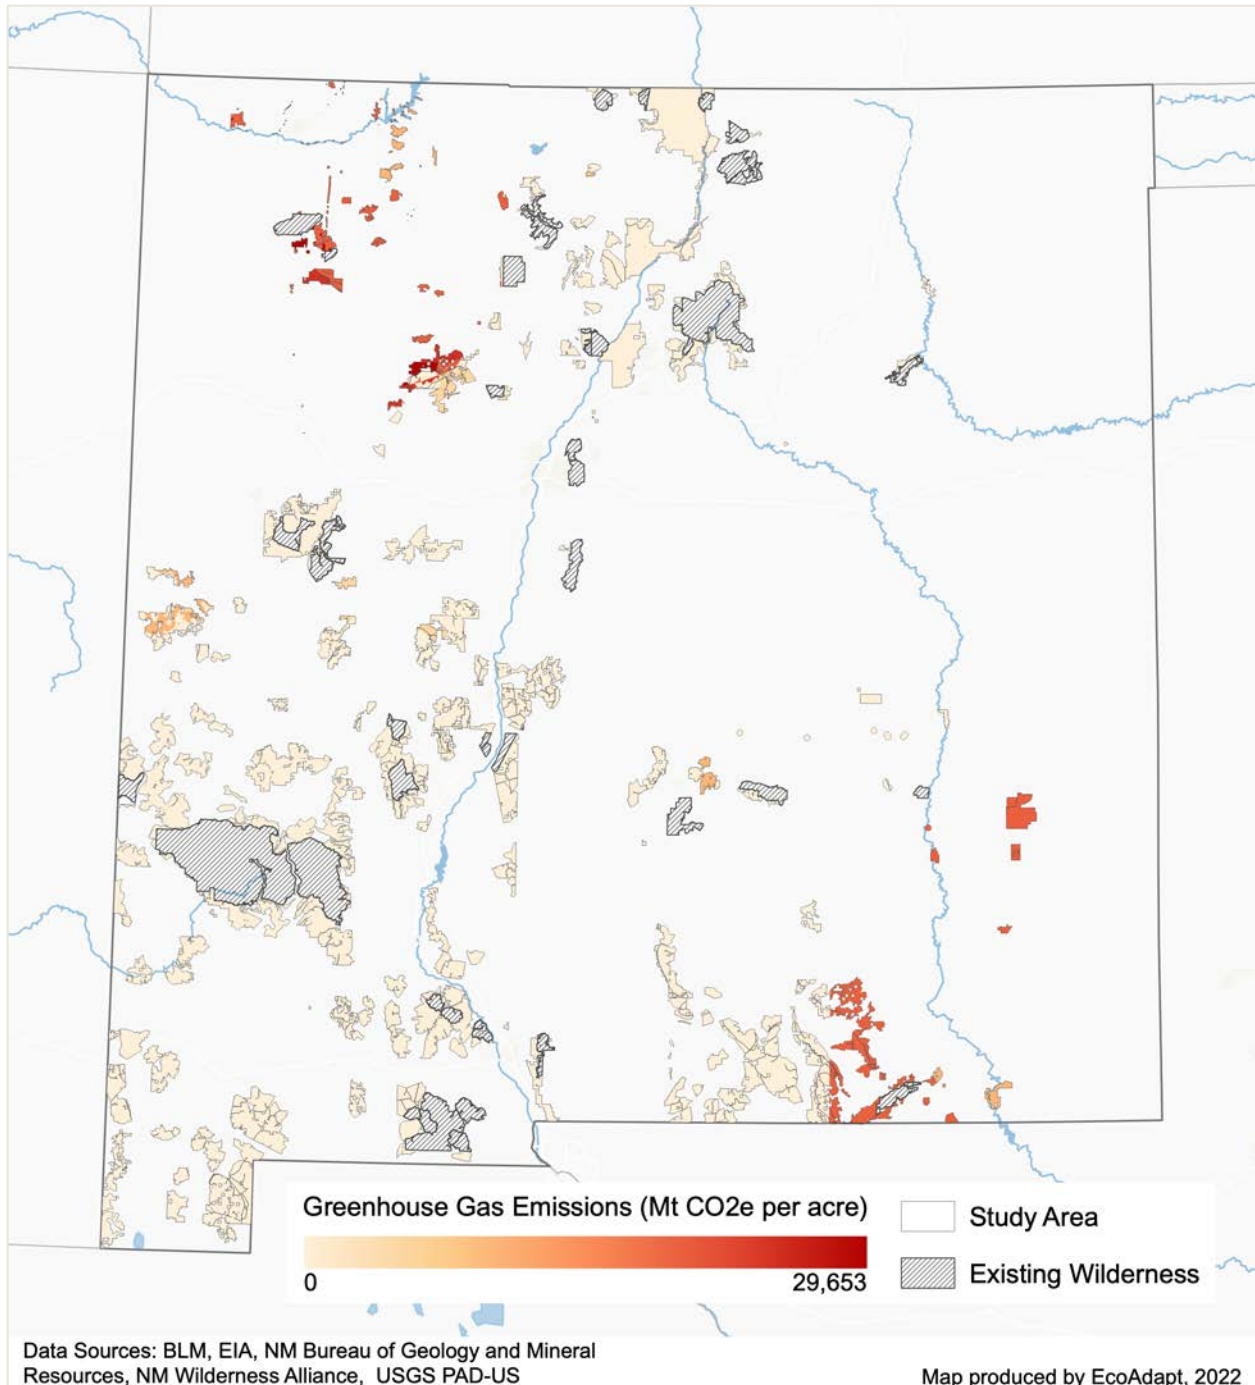 Greenhouse Gas Emissions (Mt CO2e per acre)
0
29,653
Study Area
Existing Wilderness
Data Sources: BLM, EIA, NM Bureau of Geology and Mineral
Resources, NM Wilderness Alliance, USGS PAD-US
Map produced by EcoAdapt, 2022